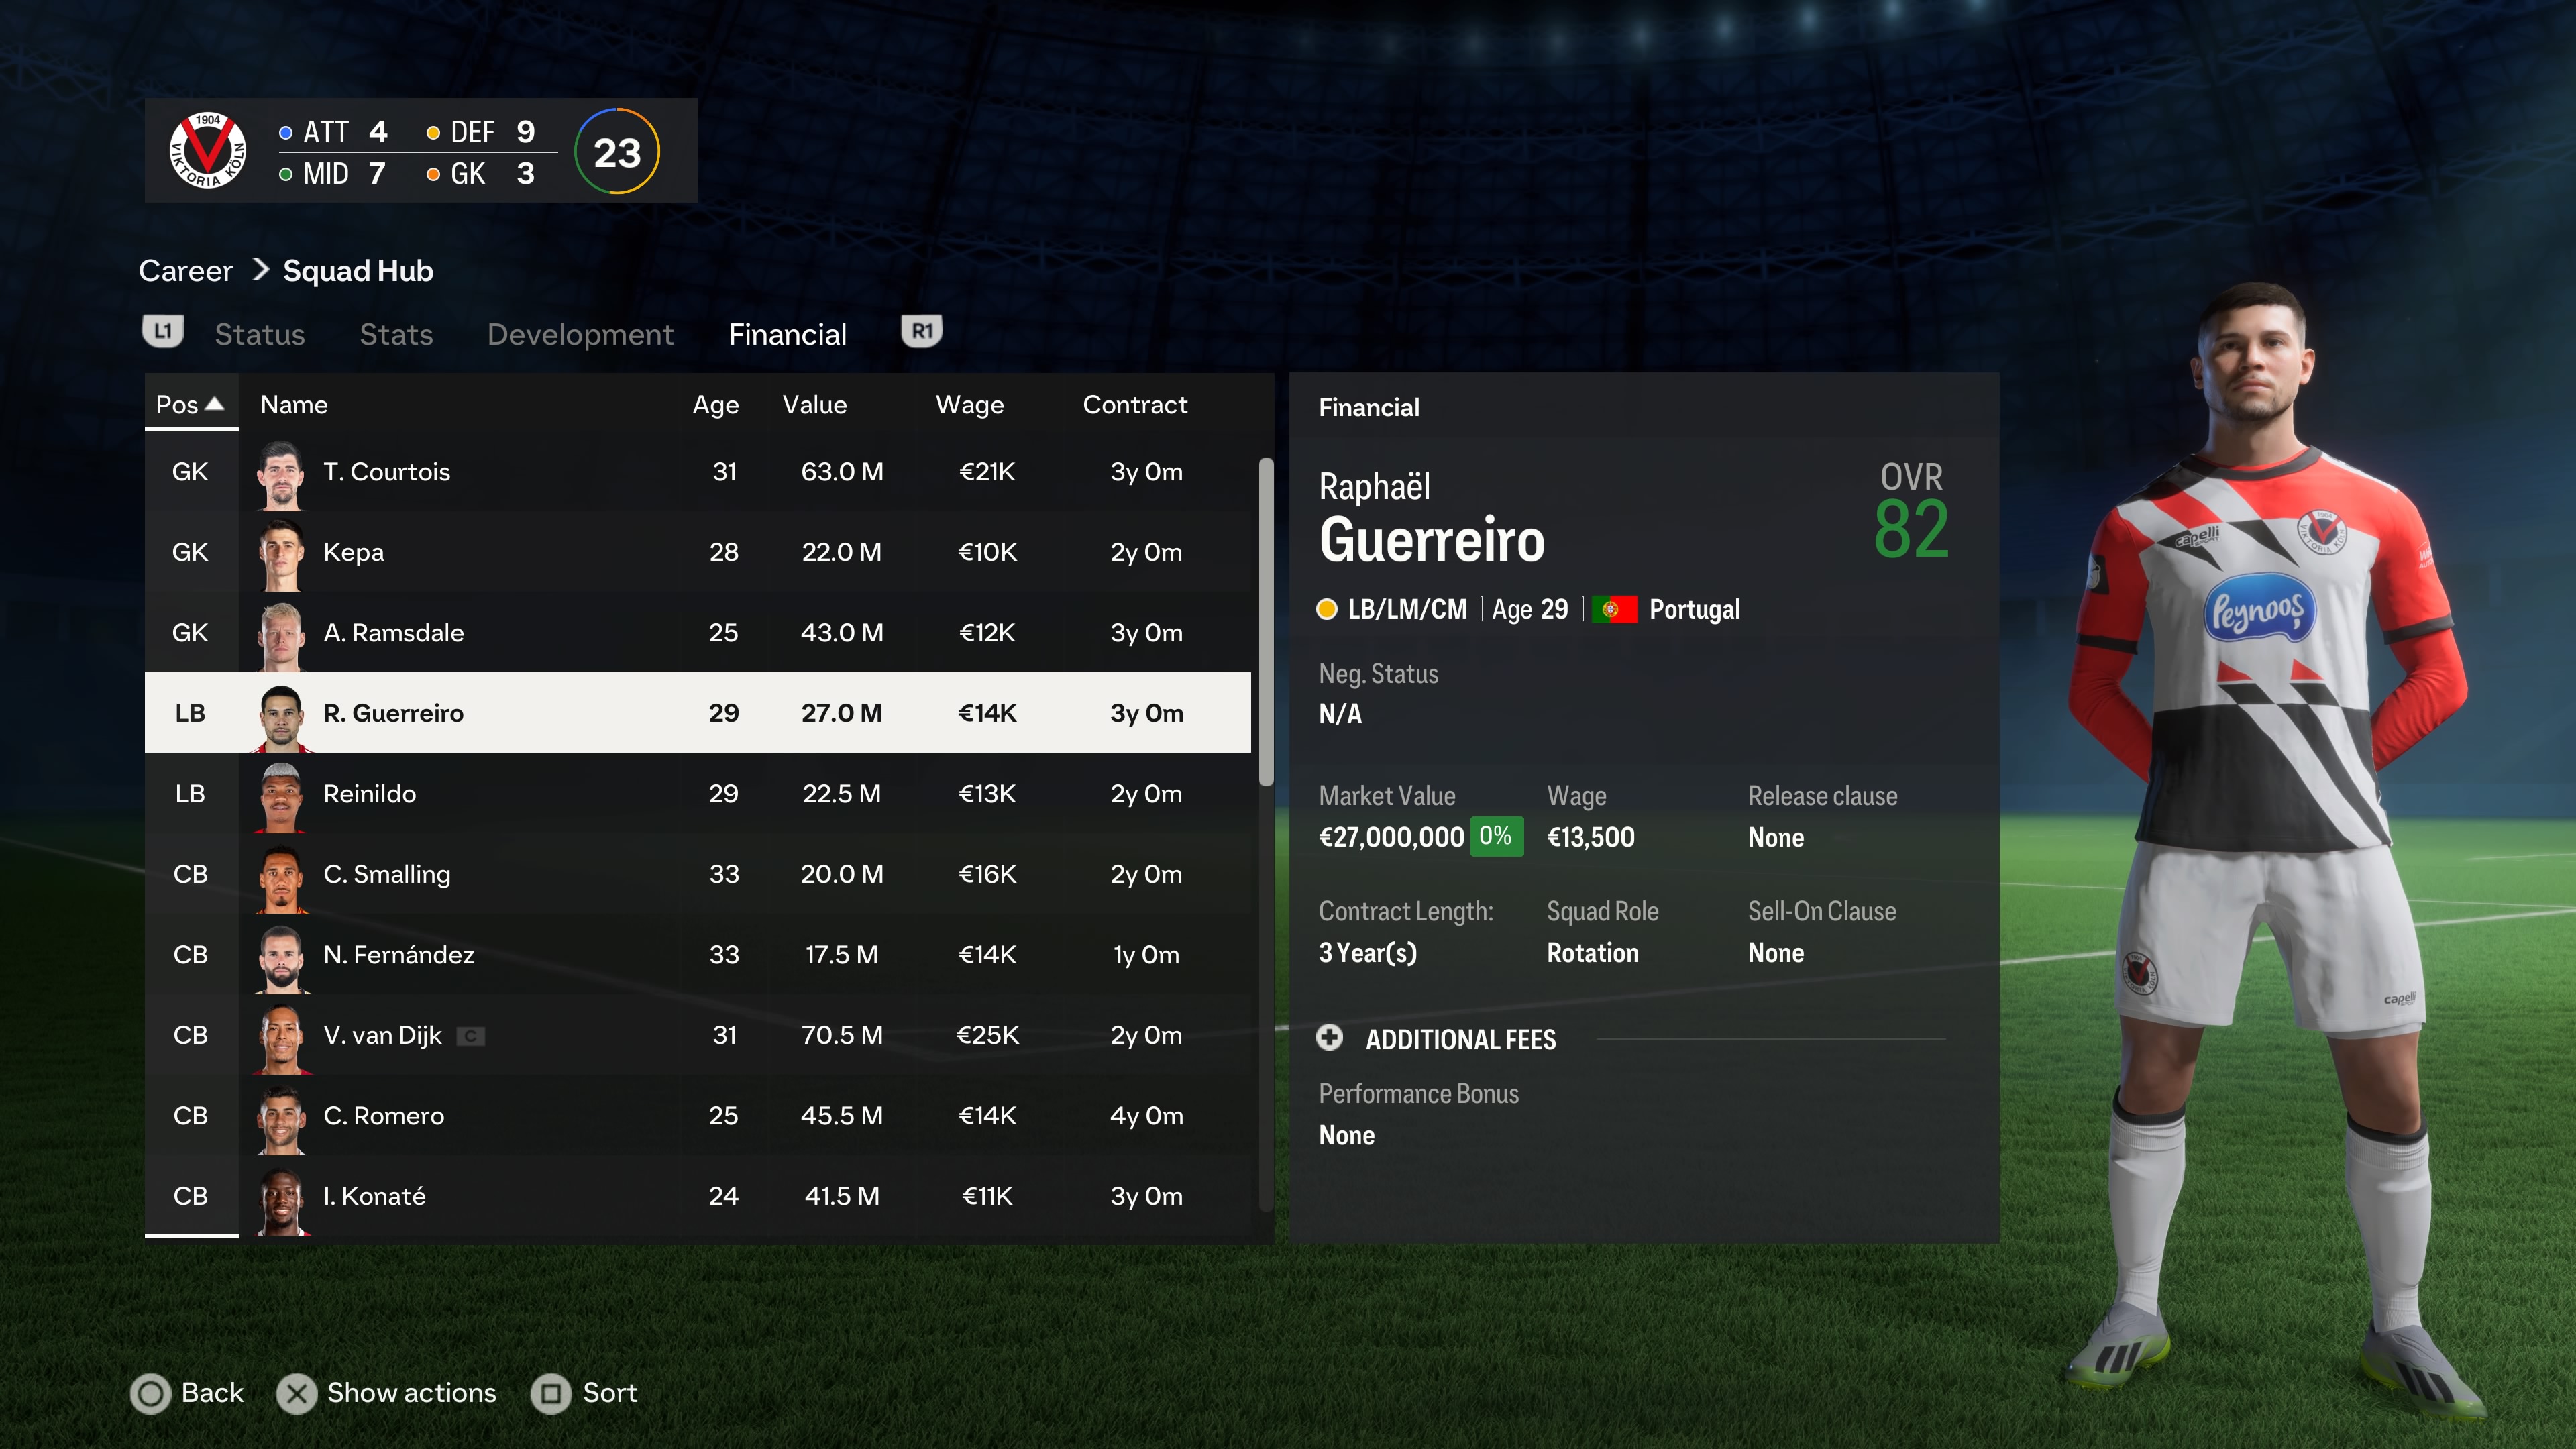 1904
VIKTORIA KÖLN
ATT 4 DEF 9
MID 7 GK 3
23
Career > Squad Hub
L1 Status Stats Development Financial R1
Pos Name Age Value Wage Contract
GK T. Courtois 31 63.0 M €21K 3y 0m
GK Kepa 28 22.0 M €10K 2y 0m
GK A. Ramsdale 25 43.0 M €12K 3y 0m
LB R. Guerreiro 29 27.0 M €14K 3y 0m
LB Reinildo 29 22.5 M €13K 2y 0m
CB C. Smalling 33 20.0 M €16K 2y 0m
CB N. Fernández 33 17.5 M €14K 1y 0m
CB V. van Dijk C 31 70.5 M €25K 2y 0m
CB C. Romero 25 45.5 M €14K 4y 0m
CB I. Konaté 24 41.5 M €11K 3y 0m
Financial
Raphaël
Guerreiro
OVR
82
LB/LM/CM | Age 29 | Portugal
Neg. Status
N/A
Market Value Wage Release clause
€27,000,000 0% €13,500 None
Contract Length: Squad Role Sell-On Clause
3 Year(s) Rotation None
ADDITIONAL FEES
Performance Bonus
None
capelli
SPORT
1904
VIKTORIA KÖLN
Peynoos
capelli
Back Show actions Sort